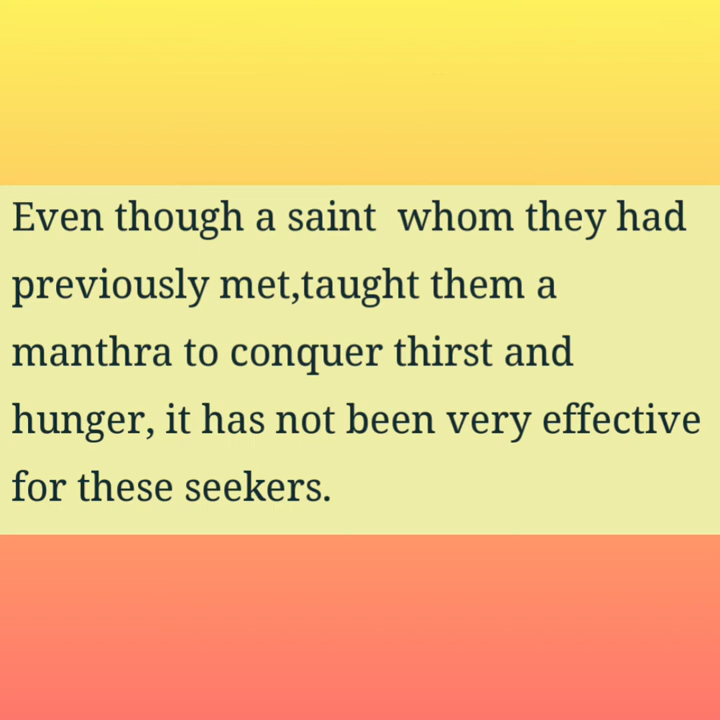 Even though a saint  whom they had
previously met,taught them a
manthra to conquer thirst and
hunger, it has not been very effective
for these seekers.